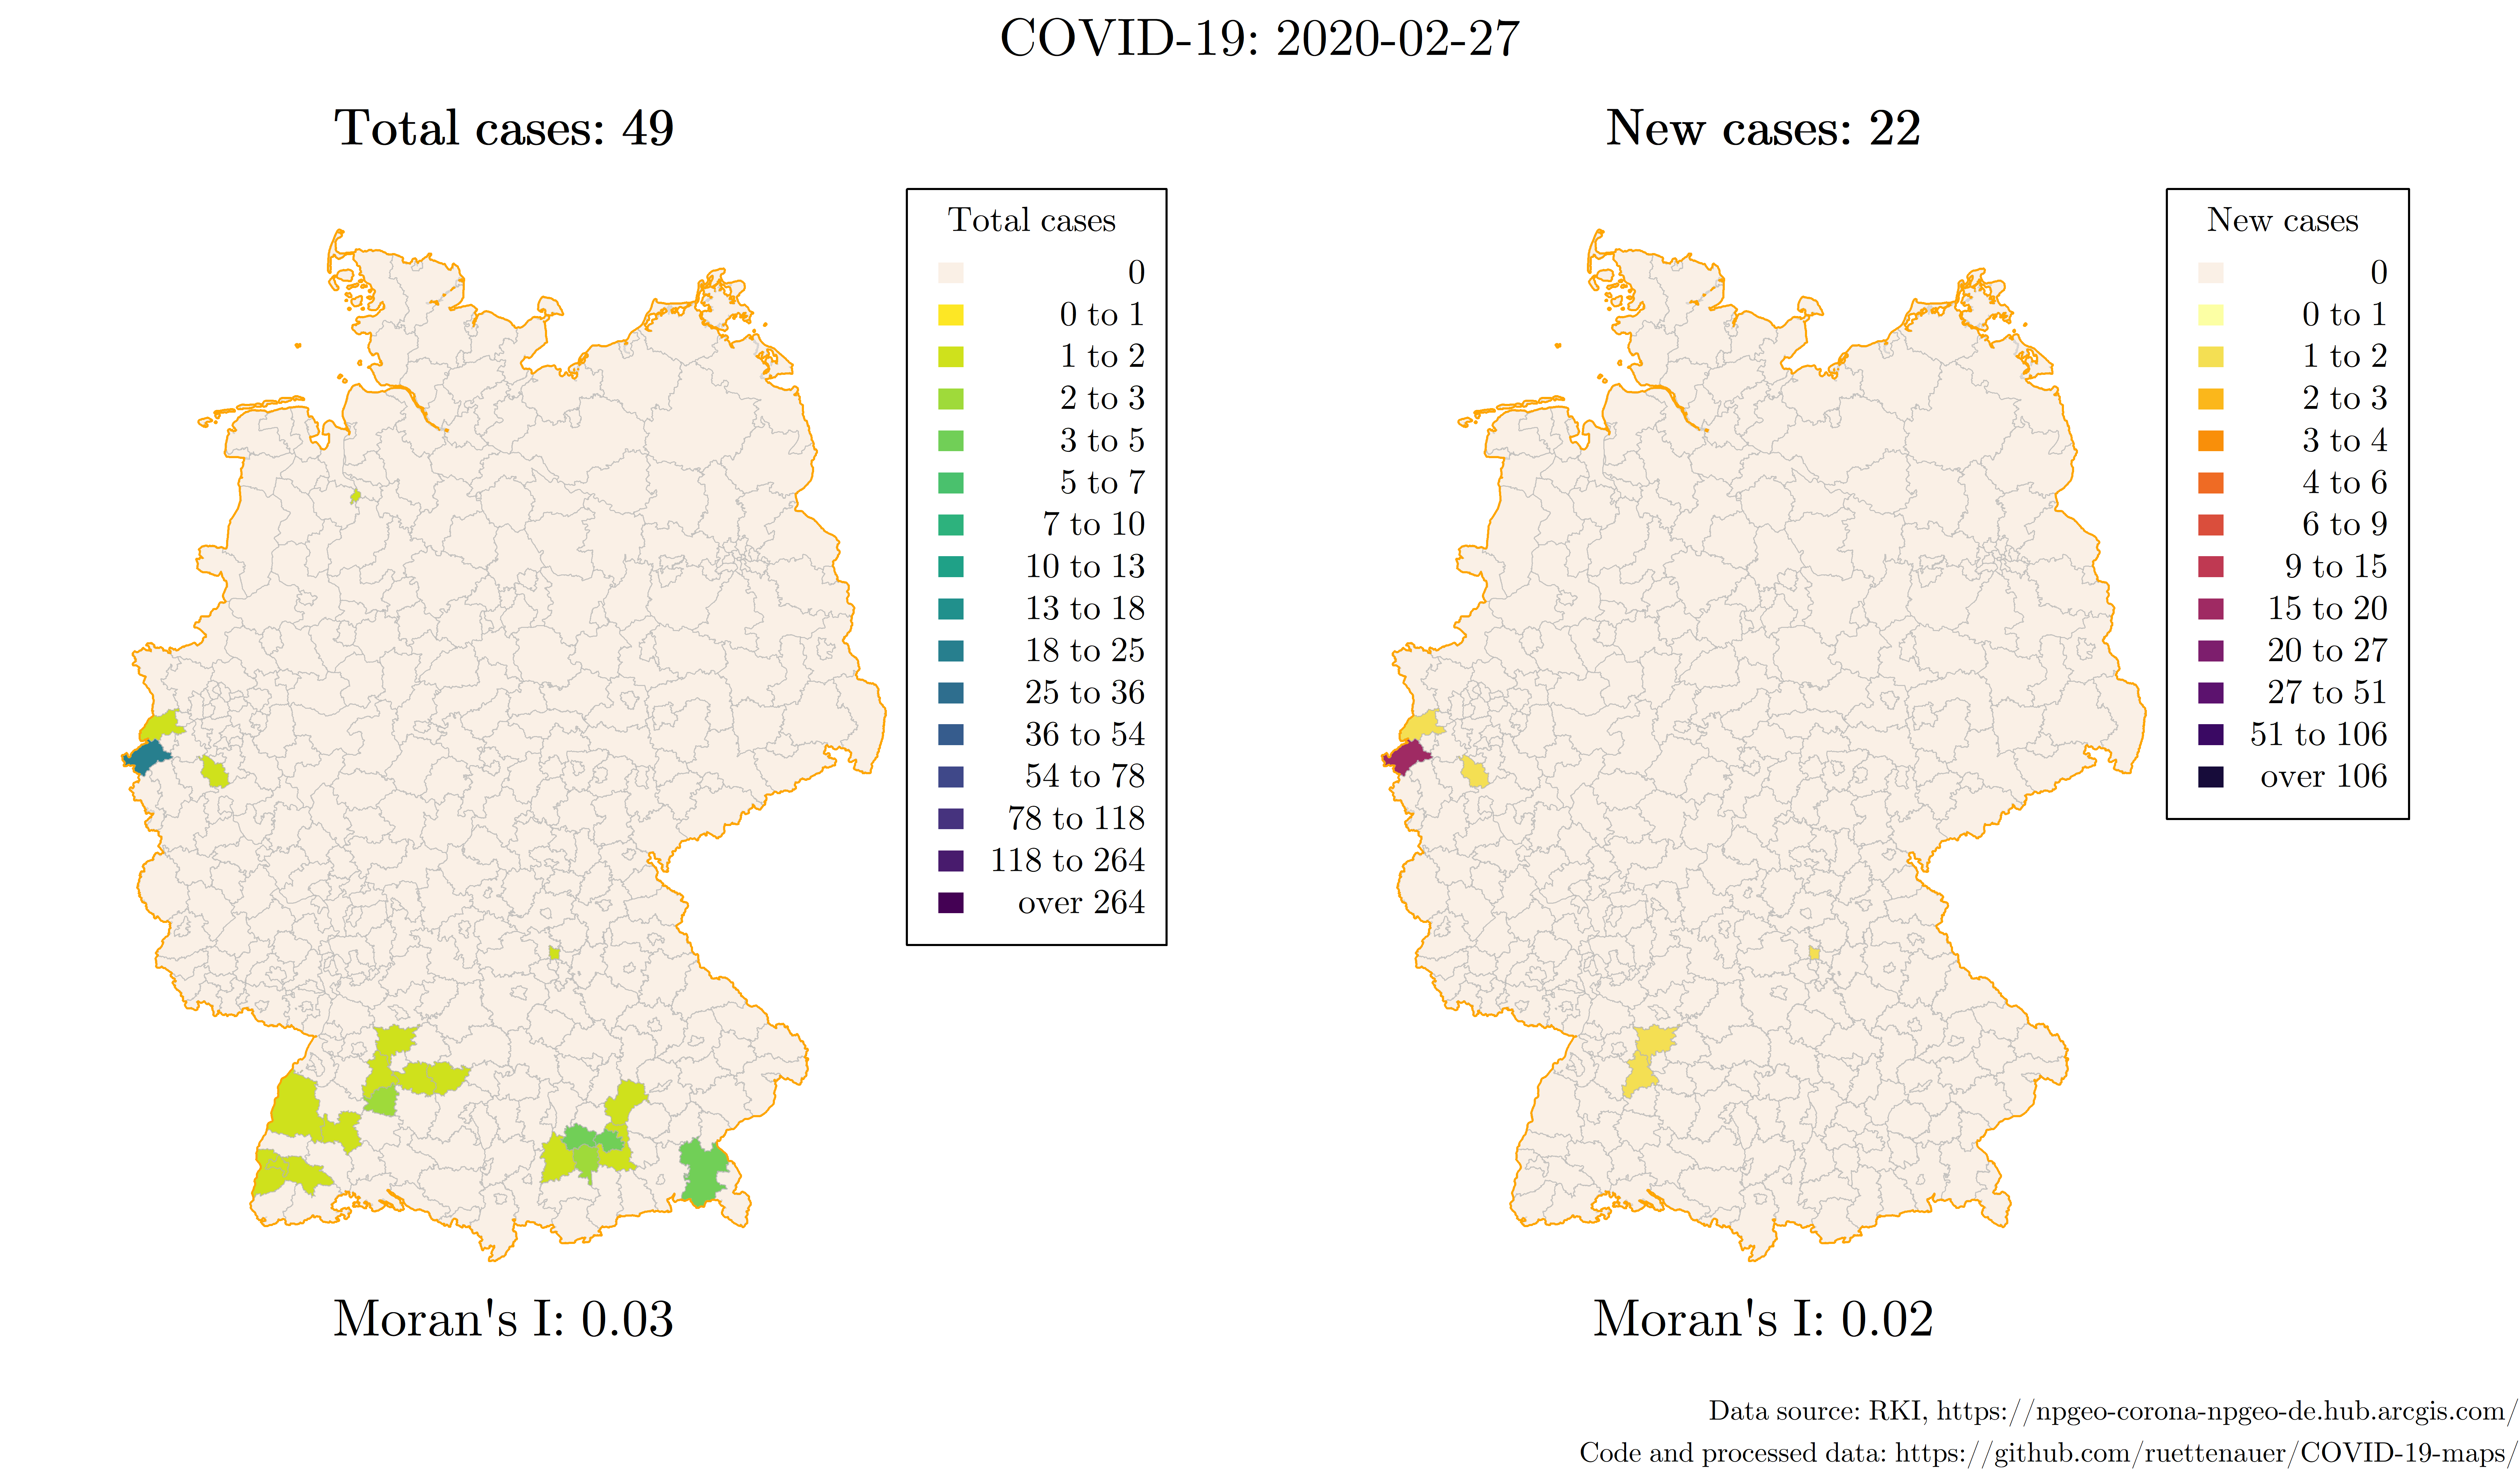 COVID-19: 2020-02-27
Total cases: 49
Total cases
0
0 to 1
1 to 2
2 to 3
3 to 5
5 to 7
7 to 10
10 to 13
13 to 18
18 to 25
25 to 36
36 to 54
54 to 78
78 to 118
118 to 264
over 264
Moran's I: 0.03
New cases: 22
New cases
0
0 to 1
1 to 2
2 to 3
3 to 4
4 to 6
6 to 9
9 to 15
15 to 20
20 to 27
27 to 51
51 to 106
over 106
Moran's I: 0.02
Data source: RKI, https://npgeo-corona-npgeo-de.hub.arcgis.com/
Code and processed data: https://github.com/ruettenauer/COVID-19-maps/